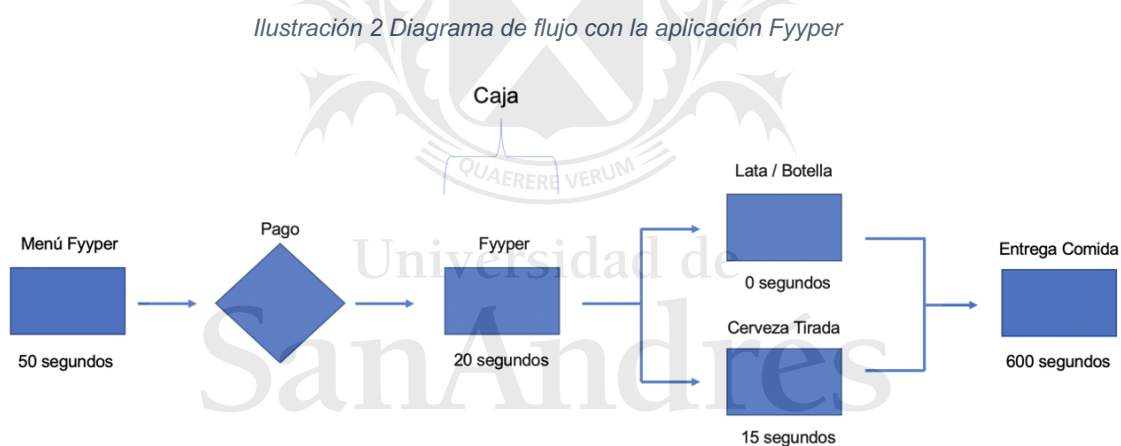 Ilustración 2 Diagrama de flujo con la aplicación Fyyper
Caja
QUAERERE VERUM
Universidad de
SanAndrés
Menú Fyyper
50 segundos
Pago
Fyyper
20 segundos
Lata / Botella
0 segundos
Cerveza Tirada
15 segundos
Entrega Comida
600 segundos